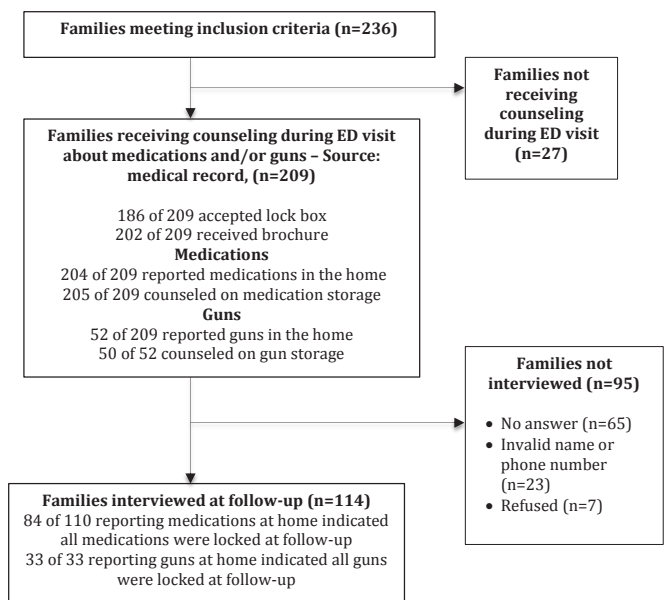 Families meeting inclusion criteria (n=236)
Families not
receiving
counseling
during ED visit
(n=27)
Families receiving counseling during ED visit
about medications and/or guns – Source:
medical record, (n=209)
186 of 209 accepted lock box
202 of 209 received brochure
Medications
204 of 209 reported medications in the home
205 of 209 counseled on medication storage
Guns
52 of 209 reported guns in the home
50 of 52 counseled on gun storage
Families not
interviewed (n=95)
• No answer (n=65)
• Invalid name or
phone number
(n=23)
• Refused (n=7)
Families interviewed at follow-up (n=114)
84 of 110 reporting medications at home indicated
all medications were locked at follow-up
33 of 33 reporting guns at home indicated all guns
were locked at follow-up